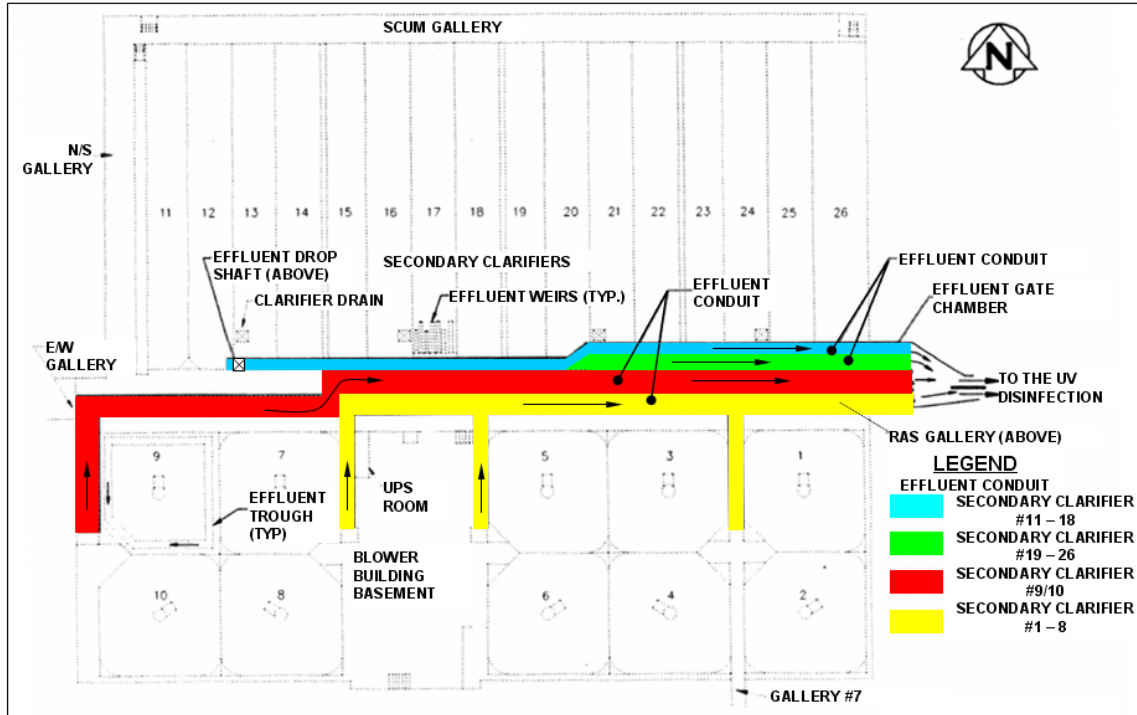 SCUM GALLERY
N
N/S
GALLERY
11 12 13 14 15 16 17 18 19 20 21 22 23 24 25 26
EFFLUENT DROP
SHAFT (ABOVE)
SECONDARY CLARIFIERS
CLARIFIER DRAIN
EFFLUENT WEIRS (TYP.)
EFFLUENT
CONDUIT
EFFLUENT CONDUIT
EFFLUENT GATE
CHAMBER
E/W
GALLERY
TO THE UV
DISINFECTION
RAS GALLERY (ABOVE)
9 7 5 3 1
EFFLUENT
TROUGH
(TYP)
UPS
ROOM
BLOWER
BUILDING
BASEMENT
10 8 6 4 2
GALLERY #7
LEGEND
EFFLUENT CONDUIT
SECONDARY CLARIFIER
#11 – 18
SECONDARY CLARIFIER
#19 – 26
SECONDARY CLARIFIER
#9/10
SECONDARY CLARIFIER
#1 – 8